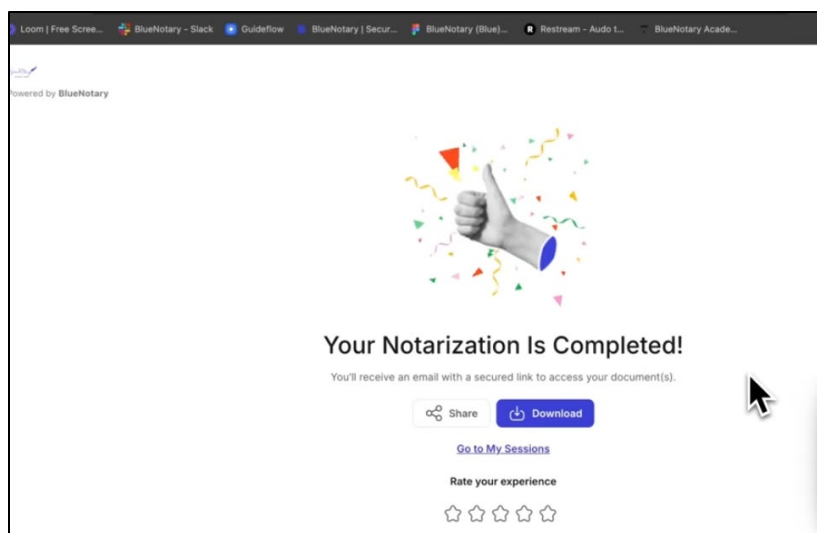 Loom | Free Scree... BlueNotary - Slack Guideflow BlueNotary | Secur... BlueNotary (Blue)... Restream - Audo t... BlueNotary Acade...
Powered by BlueNotary
Your Notarization Is Completed!
You'll receive an email with a secured link to access your document(s).
Share Download
Go to My Sessions
Rate your experience